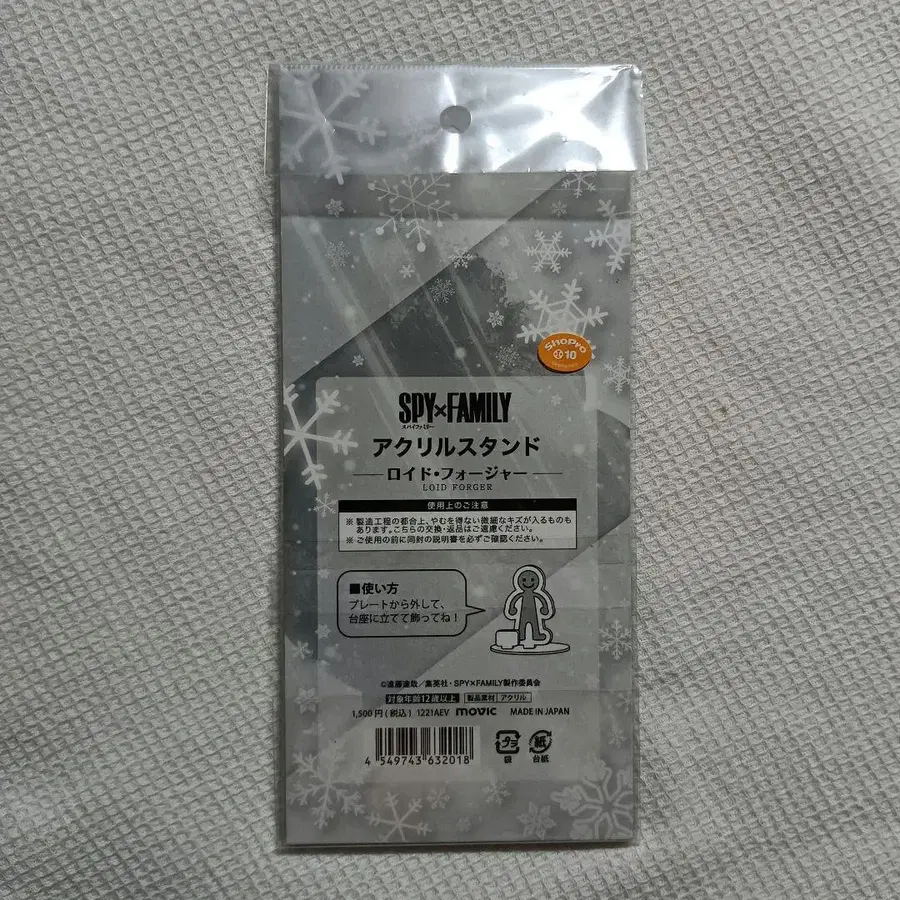 ShoPro
小10
SPY×FAMILY
スパイファミリー
アクリルスタンド
ロイド・フォージャー
LOID FORGER
使用上のご注意
※製造工程の都合上、やむを得ない微細なキズが入るものも
あります。こちらの交換・返品はご遠慮ください。
※ご使用の前に同封の説明書を必ずご確認ください。
■使い方
プレートから外して、
台座に立てて飾ってね!
©遠藤達哉/集英社・SPY×FAMILY製作委員会
対象年齢12歳以上 製品素材 アクリル
1,500円(税込) 1221AEV movic MADE IN JAPAN
4 549743 632018
プラ 紙
袋 台紙